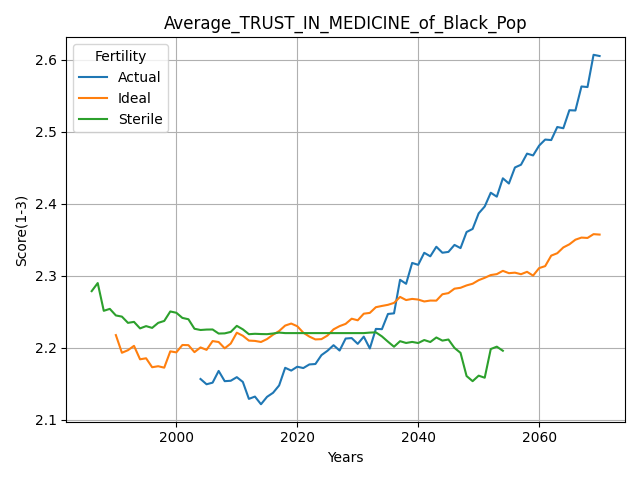 Average_TRUST_IN_MEDICINE_of_Black_Pop
Fertility
Actual
Ideal
Sterile
Score(1-3)
2.6
2.5
2.4
2.3
2.2
2.1
2000
2020
2040
2060
Years